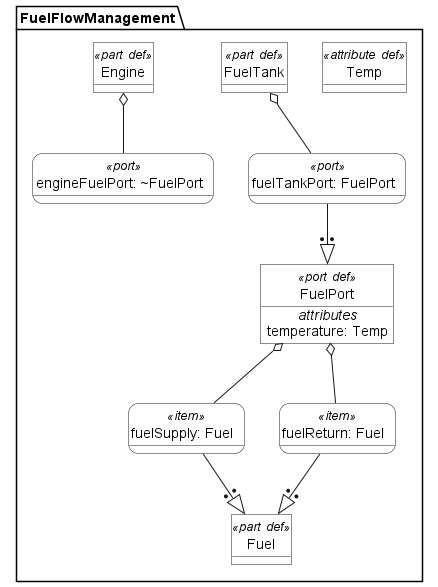 FuelFlowManagement
«part def»
Engine
«part def»
FuelTank
«attribute def»
Temp
«port»
engineFuelPort: ~FuelPort
«port»
fuelTankPort: FuelPort
«port def»
FuelPort
attributes
temperature: Temp
«item»
fuelSupply: Fuel
«item»
fuelReturn: Fuel
«part def»
Fuel